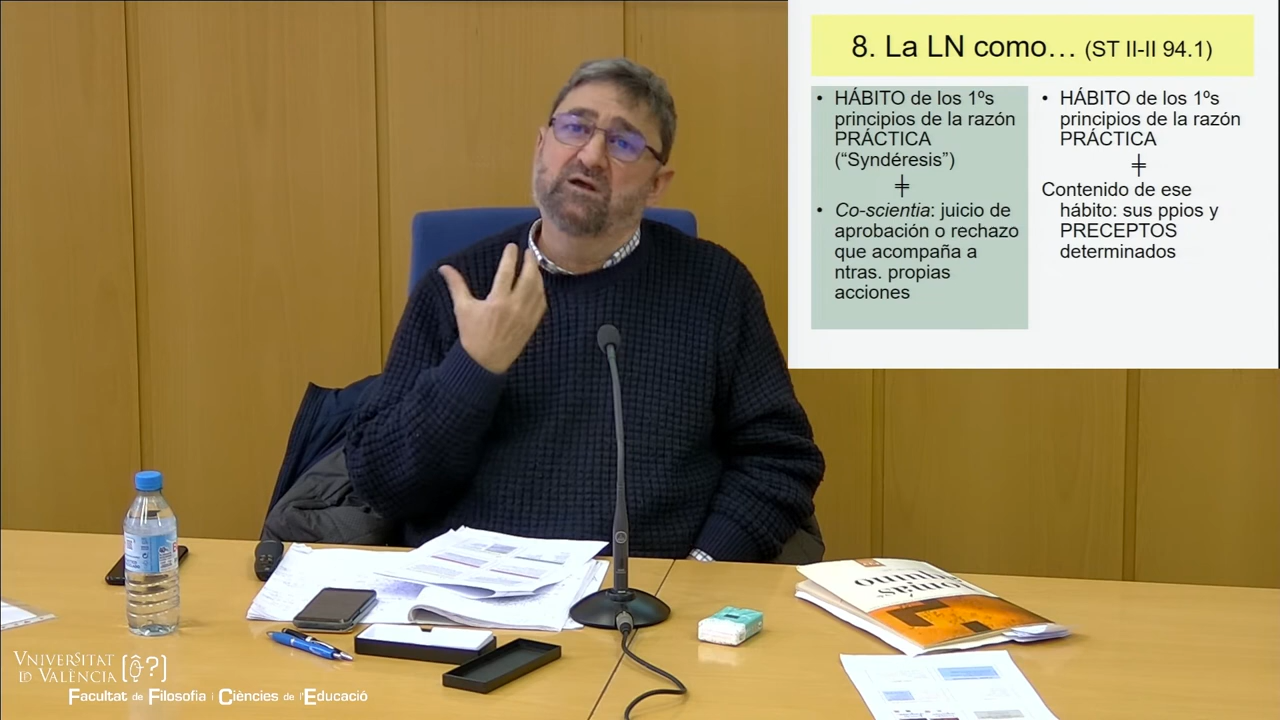 8. La LN como… (ST II-II 94.1)
• HÁBITO de los 1ºs
principios de la razón
PRÁCTICA
(“Syndéresis”)
╪
• Co-scientia: juicio de
aprobación o rechazo
que acompaña a
ntras. propias
acciones
• HÁBITO de los 1ºs
principios de la razón
PRÁCTICA
╪
Contenido de ese
hábito: sus ppios y
PRECEPTOS
determinados
VNIVERSITAT
ID VALÈNCIA [Ô?]
Facultat de Filosofia i Ciències de l'Educació